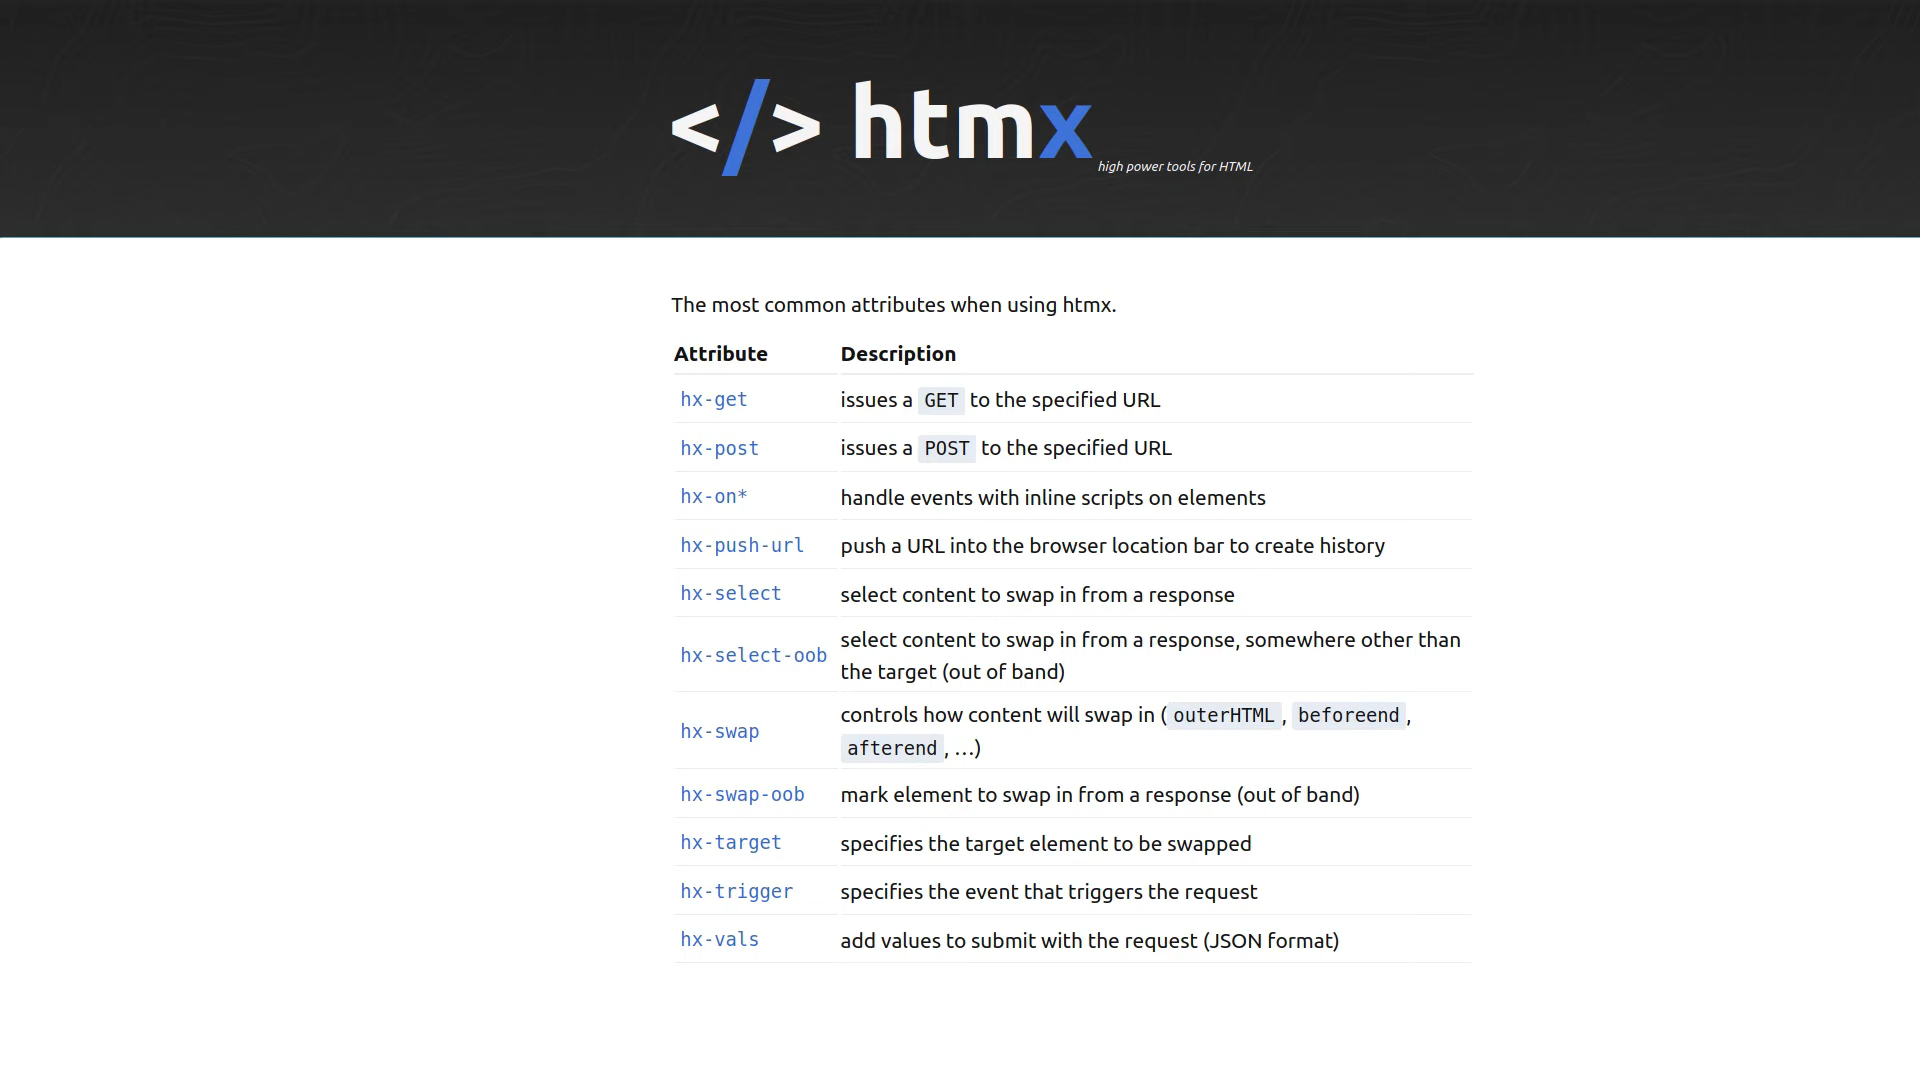 </> htmx
high power tools for HTML
The most common attributes when using htmx.
Attribute Description
hx-get issues a GET to the specified URL
hx-post issues a POST to the specified URL
hx-on* handle events with inline scripts on elements
hx-push-url push a URL into the browser location bar to create history
hx-select select content to swap in from a response
hx-select-oob select content to swap in from a response, somewhere other than
the target (out of band)
hx-swap controls how content will swap in (outerHTML, beforeend,
afterend, …)
hx-swap-oob mark element to swap in from a response (out of band)
hx-target specifies the target element to be swapped
hx-trigger specifies the event that triggers the request
hx-vals add values to submit with the request (JSON format)